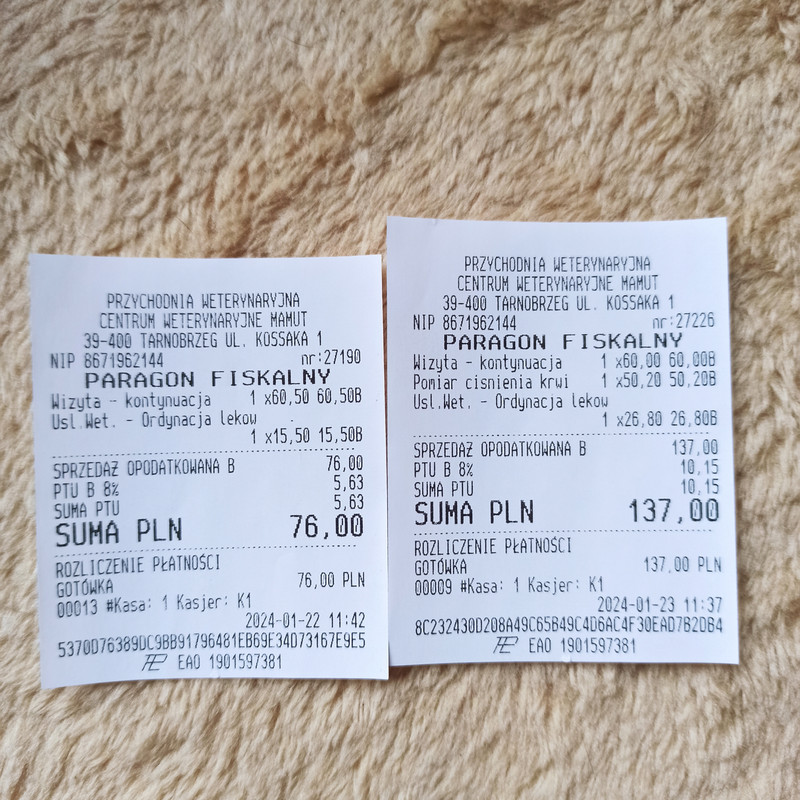 PRZYCHODNIA WETERYNARYJNA
CENTRUM WETERYNARYJNE MAMUT
39-400 TARNOBRZEG UL. KOSSAKA 1
NIP 8671962144 nr:27190
PARAGON FISKALNY
Wizyta - kontynuacja 1 x60,50 60,50B
Usl.Wet. - Ordynacja lekow
1 x15,50 15,50B
SPRZEDAŻ OPODATKOWANA B 76,00
PTU B 8% 5,63
SUMA PTU 5,63
SUMA PLN 76,00
ROZLICZENIE PŁATNOŚCI
GOTÓWKA 76,00 PLN
00013 #Kasa: 1 Kasjer: K1
2024-01-22 11:42
5370D76389DC9BB91796481EB69E34D73167E9E5
EAO 1901597381
PRZYCHODNIA WETERYNARYJNA
CENTRUM WETERYNARYJNE MAMUT
39-400 TARNOBRZEG UL. KOSSAKA 1
NIP 8671962144 nr:27226
PARAGON FISKALNY
Wizyta - kontynuacja 1 x60,00 60,00B
Pomiar cisnienia krwi 1 x50,20 50,20B
Usl.Wet. - Ordynacja lekow
1 x26,80 26,80B
SPRZEDAŻ OPODATKOWANA B 137,00
PTU B 8% 10,15
SUMA PTU 10,15
SUMA PLN 137,00
ROZLICZENIE PŁATNOŚCI
GOTÓWKA 137,00 PLN
00009 #Kasa: 1 Kasjer: K1
2024-01-23 11:37
8C232430D208A49C65B49C4D6AC4F30EAD7B2DB4
EAO 1901597381